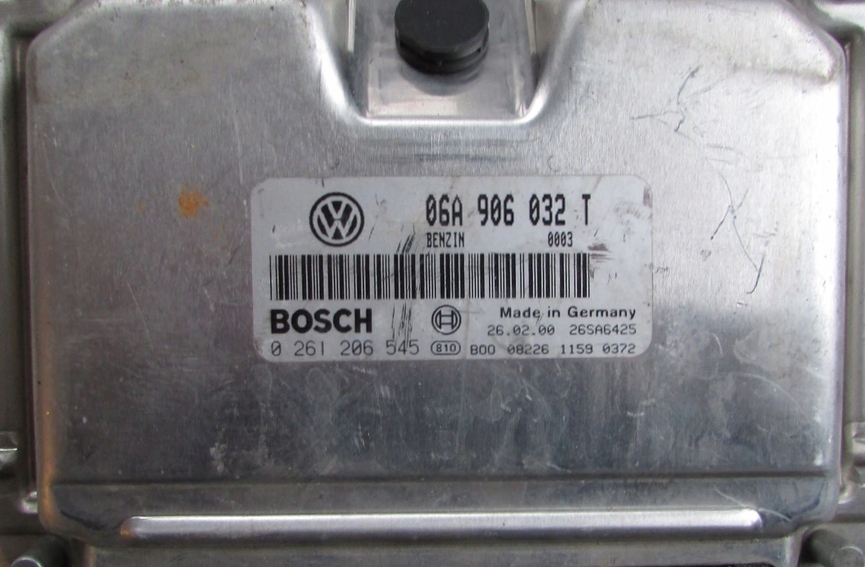 06A 906 032 T
BENZIN 0003
BOSCH Made in Germany
26.02.00 26SA6425
0 261 206 545 810 B00 08226 1159 0372